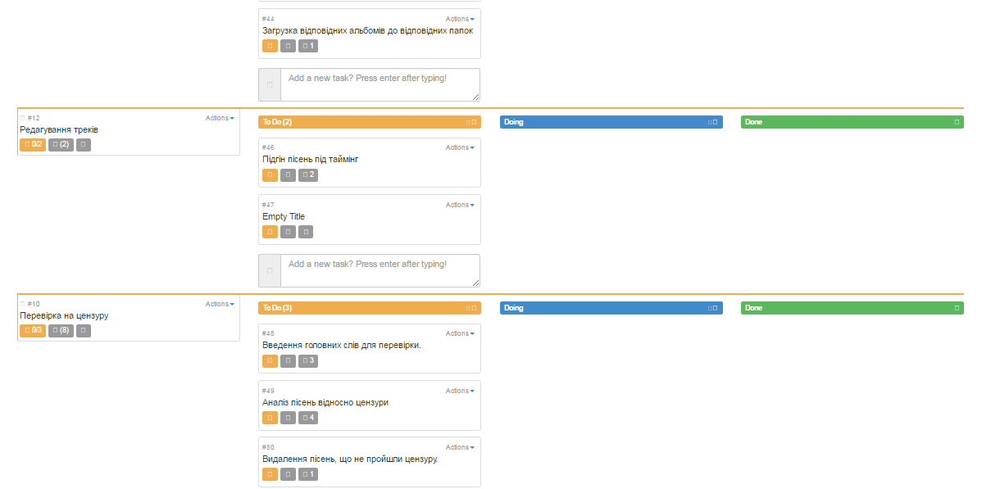 #44 Actions
Загрузка відповідних альбомів до відповідних папок
1
Add a new task? Press enter after typing!
#12 Actions
Редагування треків
0/2 (2)
To Do (2) Doing Done
#46 Actions
Підгін пісень під таймінг
2
#47 Actions
Empty Title
Add a new task? Press enter after typing!
#10 Actions
Перевірка на цензуру
0/3 (8)
To Do (3) Doing Done
#48 Actions
Введення головних слів для перевірки.
3
#49 Actions
Аналіз пісень відносно цензури
4
#50 Actions
Видалення пісень, що не пройшли цензуру.
1